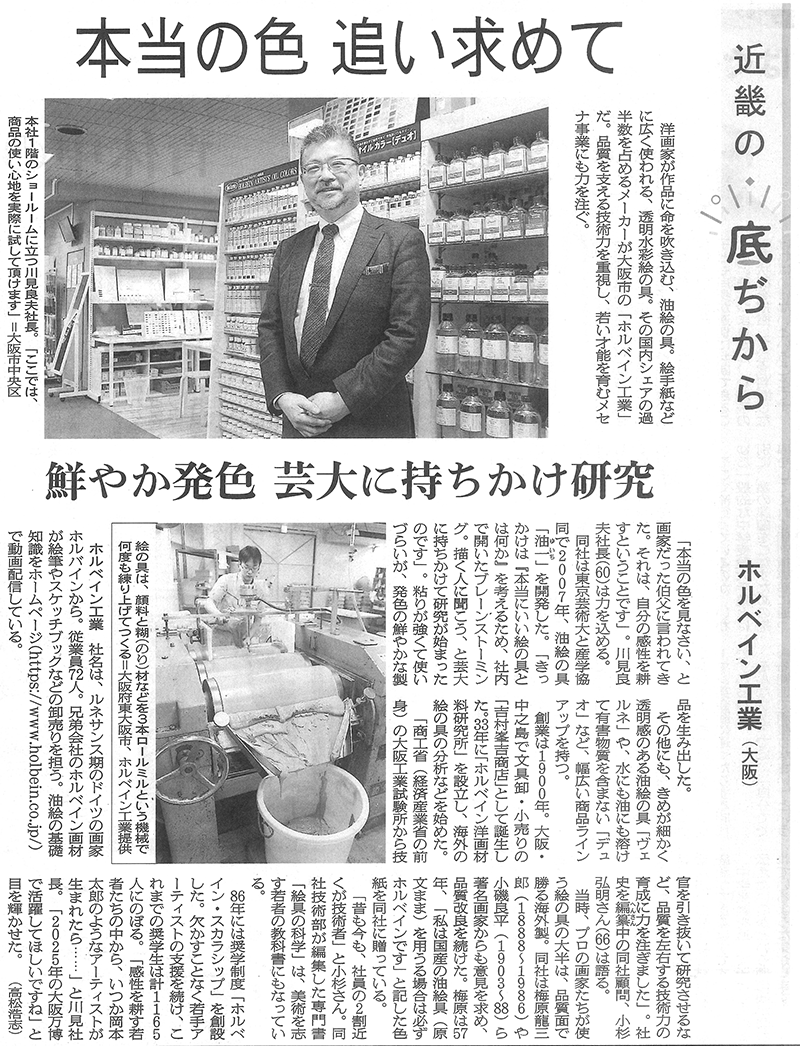 近畿の底ぢから
ホルベイン工業(大阪)
本当の色 追い求めて
洋画家が作品に命を吹き込む、油絵の具。絵手紙など
に広く使われる、透明水彩絵の具。その国内シェアの過
半数を占めるメーカーが大阪市の「ホルベイン工業」
だ。品質を支える技術力を重視し、若い才能を育むメセ
ナ事業にも力を注ぐ。
オイルカラー[デュオ]
HOLBEIN ARTISTS' OIL COLORS
本社1階のショールームに立つ川見良夫社長。「ここでは、
商品の使い心地を実際に試して頂けます」=大阪市中央区
鮮やか発色 芸大に持ちかけ研究
「本当の色を見なさい、と
画家だった伯父に言われてき
た。それは、自分の感性を耕
すということです」。川見良
夫社長(60)は力を込める。
同社は東京芸術大と産学協
同で2007年、油絵の具
「油一」を開発した。「きっ
ゆいち
かけは『本当にいい絵の具と
は何か』を考えるため、社内
で開いたブレーンストーミン
グ。描く人に聞こう、と芸大
に持ちかけて研究が始まった
のです」。粘りが強くて使い
づらいが、発色の鮮やかな製
品を生み出した。
その他にも、きめが細かく
透明感のある油絵の具「ヴェ
ルネ」や、水にも油にも溶け
て有害物質を含まない「デュ
オ」など、幅広い商品ライン
アップを持つ。
創業は1900年。大阪・
中之島で文具卸・小売りの
「吉村峯吉商店」として誕生し
た。33年に「ホルベイン洋画材
料研究所」を設立し、海外の
絵の具の分析などを始めた。
「商工省(経済産業省の前
身)の大阪工業試験所から技
官を引き抜いて研究させるな
ど、品質を左右する技術力の
育成に力を注ぎました」。社
史を編纂中の同社顧問、小杉
へんさん
弘明さん(66)は語る。
当時、プロの画家たちが使
う絵の具の大半は、品質面で
勝る海外製。同社は梅原龍三
郎(1888~1986)や
小磯良平(1903~88)ら
著名画家からも意見を求め、
品質改良を続けた。梅原は57
年、「私は国産の油絵具(原
文まま)を用うる場合は必ず
ホルベインです」と記した色
紙を同社に贈っている。
「昔も今も、社員の2割近
くが技術者」と小杉さん。同
社技術部が編集した専門書
「絵具の科学」は、美術を志
す若者の教科書にもなってい
る。
86年には奨学制度「ホルベ
イン・スカラシップ」を創設
した。欠かすことなく若手ア
ーティストの支援を続け、こ
れまでの奨学生は計1165
人にのぼる。「感性を耕す若
者たちの中から、いつか岡本
太郎のようなアーティストが
生まれたら……」と川見社
長。「2025年の大阪万博
で活躍してほしいですね」と
目を輝かせた。
(高松浩志)
絵の具は、顔料と糊(のり)材などを3本ロールミルという機械で
何度も練り上げてつくる=大阪府東大阪市、ホルベイン工業提供
ホルベイン工業 社名は、ルネサンス期のドイツの画家
ホルバインから。従業員72人。兄弟会社のホルベイン画材
が絵筆やスケッチブックなどの卸売りを担う。油絵の基礎
知識をホームページ(https://www.holbein.co.jp/)
で動画配信している。